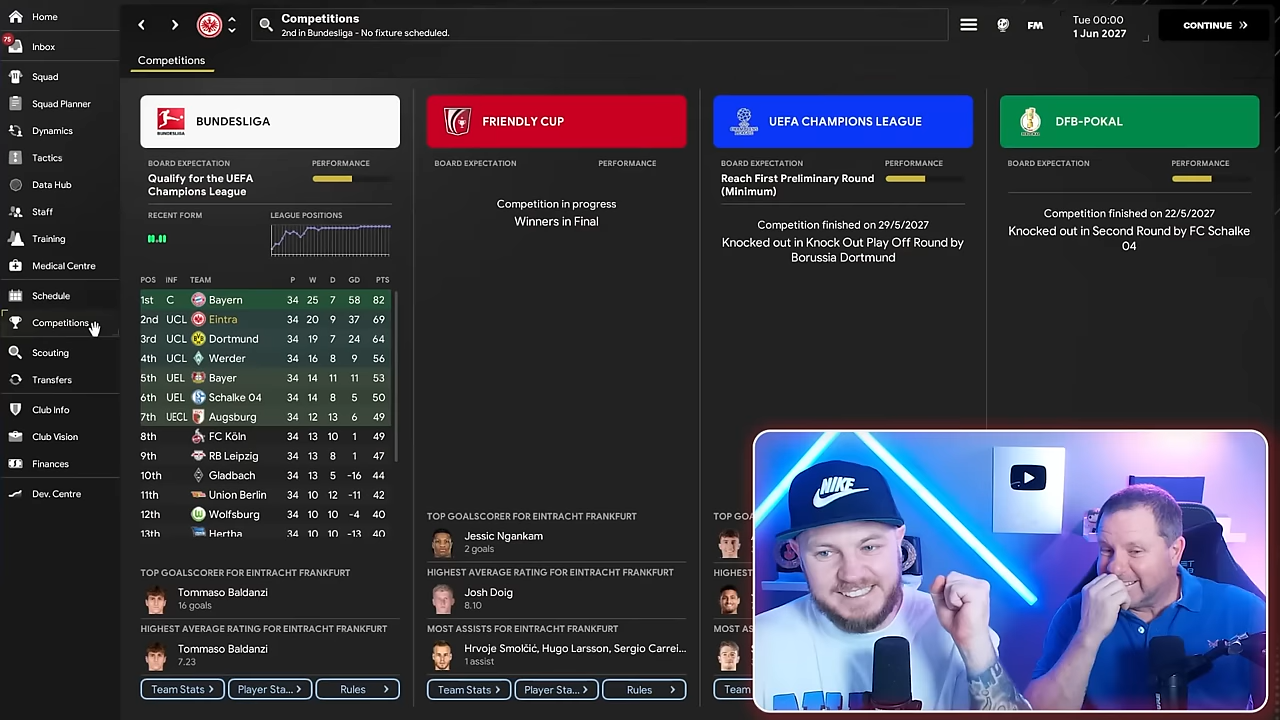 Home
75
Inbox
Squad
Squad Planner
Dynamics
Tactics
Data Hub
Staff
Training
Medical Centre
Schedule
Competitions
Scouting
Transfers
Club Info
Club Vision
Finances
Dev. Centre
Competitions
2nd in Bundesliga - No fixture scheduled.
FM
Tue 00:00
1 Jun 2027
CONTINUE
Competitions
BUNDESLIGA
BUNDESLIGA
BOARD EXPECTATION PERFORMANCE
Qualify for the UEFA
Champions League
RECENT FORM LEAGUE POSITIONS
POS INF TEAM P W D GD PTS
1st C Bayern 34 25 7 58 82
2nd UCL Eintra 34 20 9 37 69
3rd UCL Dortmund 34 19 7 24 64
4th UCL Werder 34 16 8 9 56
5th UEL Bayer 34 14 11 11 53
6th UEL Schalke 04 34 14 8 5 50
7th UECL Augsburg 34 12 13 6 49
8th FC Köln 34 13 10 1 49
9th RB Leipzig 34 13 8 1 47
10th Gladbach 34 13 5 -16 44
11th Union Berlin 34 10 12 -11 42
12th Wolfsburg 34 10 10 -4 40
13th Hertha 34 10 10 -13 40
TOP GOALSCORER FOR EINTRACHT FRANKFURT
Tommaso Baldanzi
16 goals
HIGHEST AVERAGE RATING FOR EINTRACHT FRANKFURT
Tommaso Baldanzi
7.23
Team Stats Player Sta... Rules
FRIENDLY CUP
BOARD EXPECTATION PERFORMANCE
Competition in progress
Winners in Final
TOP GOALSCORER FOR EINTRACHT FRANKFURT
Jessic Ngankam
2 goals
HIGHEST AVERAGE RATING FOR EINTRACHT FRANKFURT
Josh Doig
8.10
MOST ASSISTS FOR EINTRACHT FRANKFURT
Hrvoje Smolčić, Hugo Larsson, Sergio Carrei...
1 assist
Team Stats Player Sta... Rules
UEFA CHAMPIONS LEAGUE
BOARD EXPECTATION PERFORMANCE
Reach First Preliminary Round
(Minimum)
Competition finished on 29/5/2027
Knocked out in Knock Out Play Off Round by
Borussia Dortmund
TOP GO
HIGHEST
MOST AS
Team
DFB-POKAL
BOARD EXPECTATION PERFORMANCE
Competition finished on 22/5/2027
Knocked out in Second Round by FC Schalke
04
NIKE